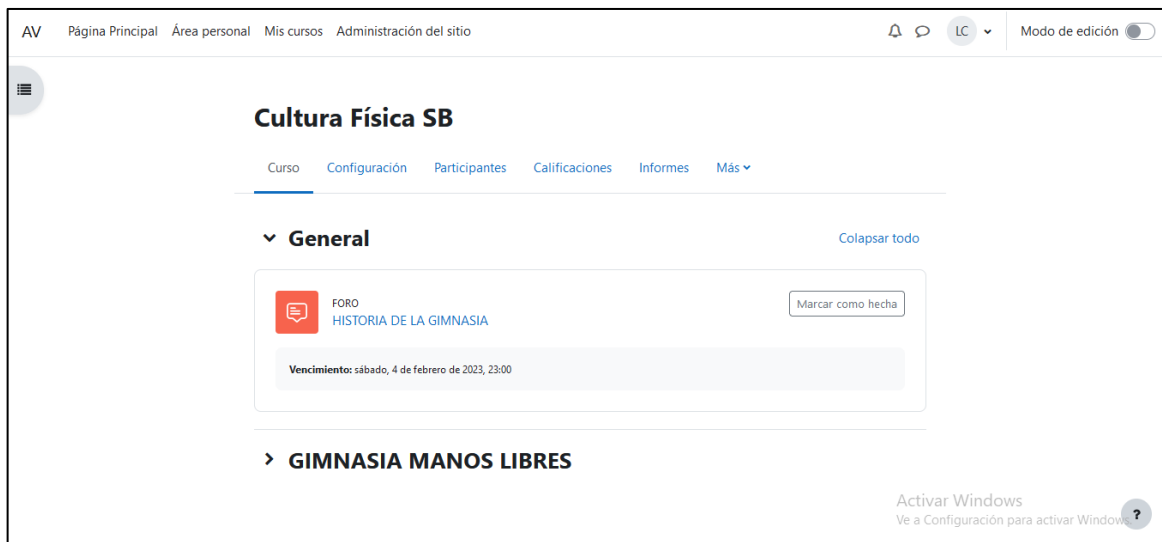 AV Página Principal Área personal Mis cursos Administración del sitio LC Modo de edición
Cultura Física SB
Curso Configuración Participantes Calificaciones Informes Más
General Colapsar todo
FORO
HISTORIA DE LA GIMNASIA
Marcar como hecha
Vencimiento: sábado, 4 de febrero de 2023, 23:00
GIMNASIA MANOS LIBRES
Activar Windows
Ve a Configuración para activar Windows.
?